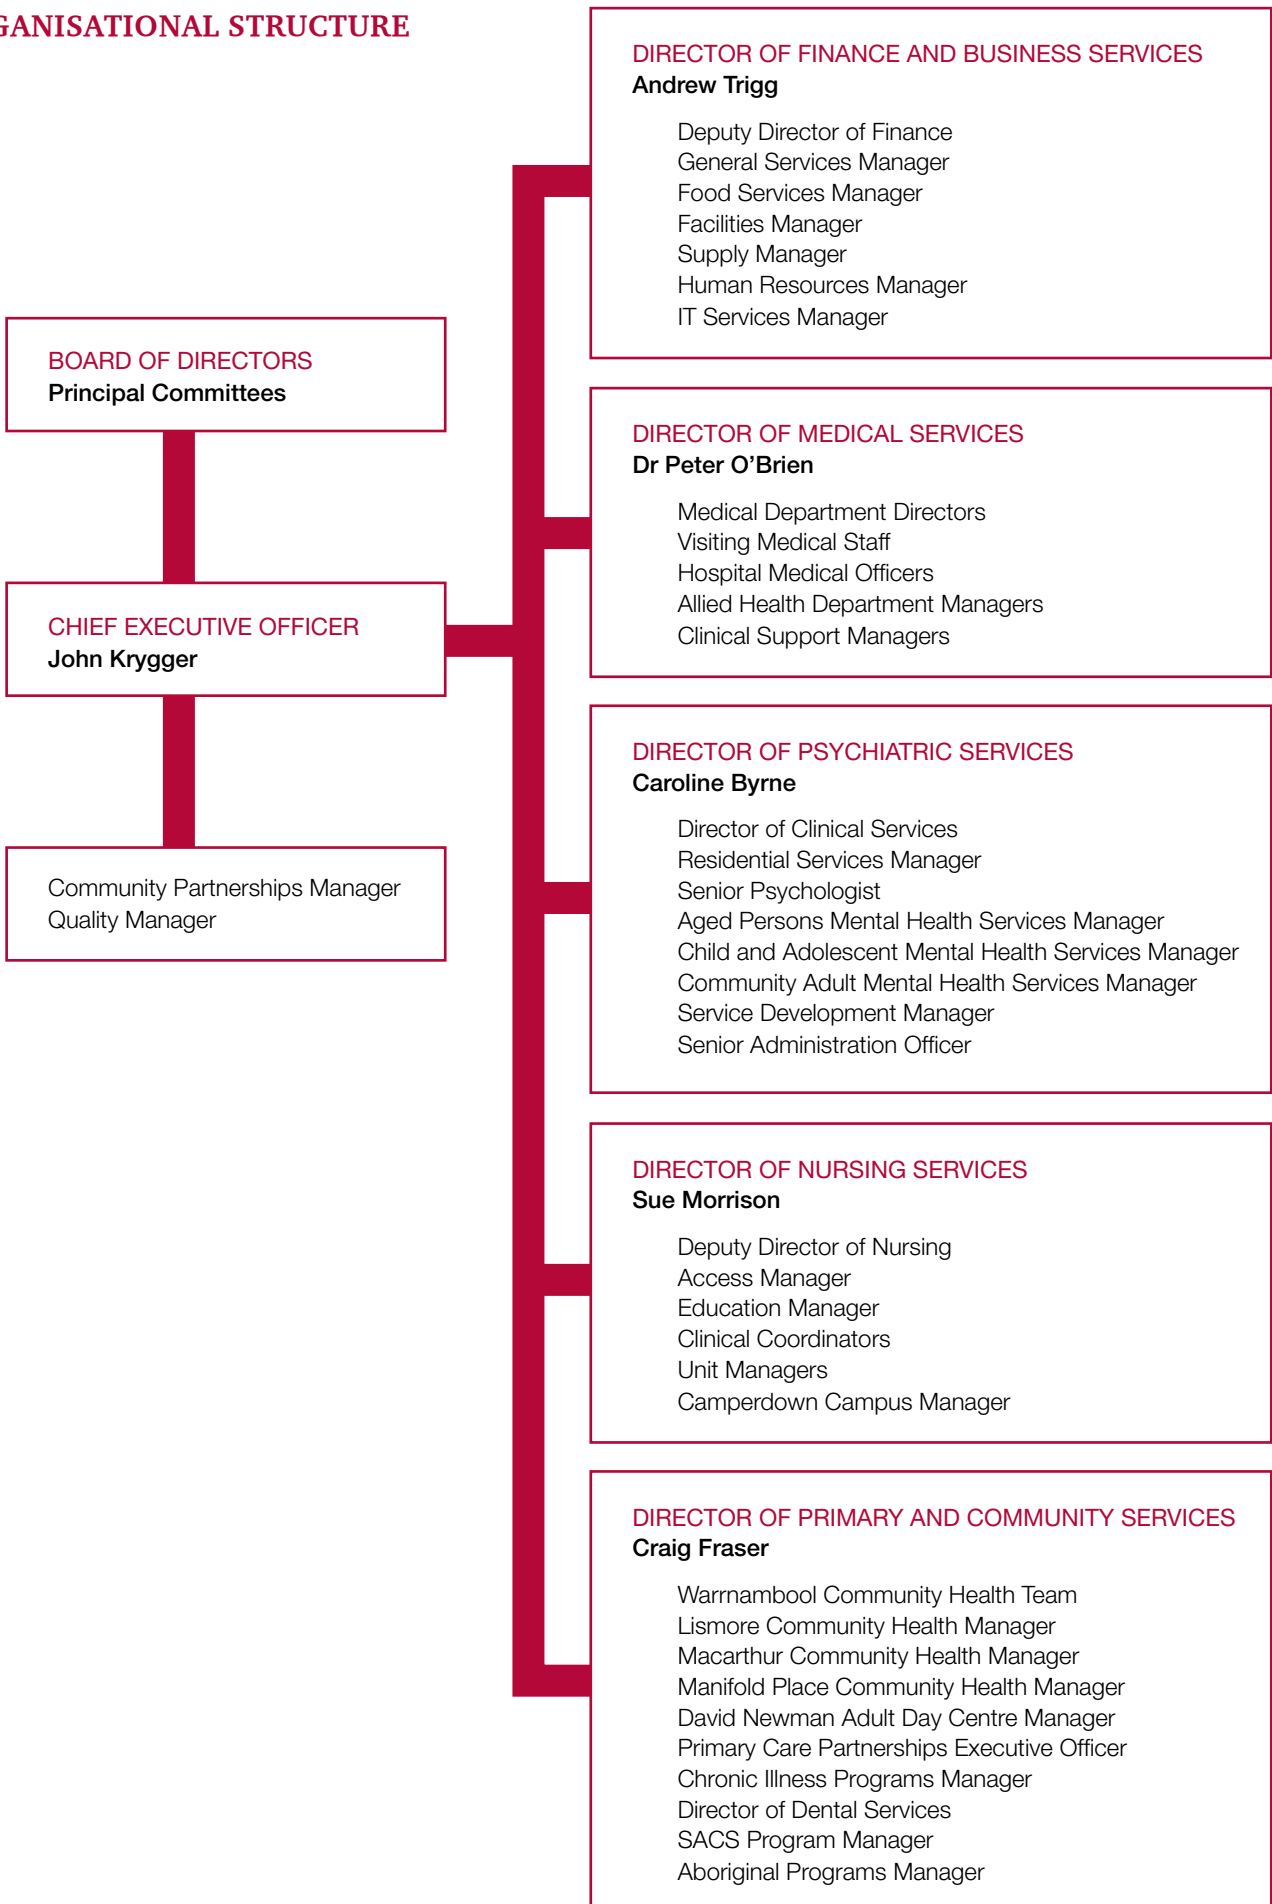 GANISATIONAL STRUCTURE
BOARD OF DIRECTORS
Principal Committees
CHIEF EXECUTIVE OFFICER
John Krygger
Community Partnerships Manager
Quality Manager
DIRECTOR OF FINANCE AND BUSINESS SERVICES
Andrew Trigg
Deputy Director of Finance
General Services Manager
Food Services Manager
Facilities Manager
Supply Manager
Human Resources Manager
IT Services Manager
DIRECTOR OF MEDICAL SERVICES
Dr Peter O’Brien
Medical Department Directors
Visiting Medical Staff
Hospital Medical Officers
Allied Health Department Managers
Clinical Support Managers
DIRECTOR OF PSYCHIATRIC SERVICES
Caroline Byrne
Director of Clinical Services
Residential Services Manager
Senior Psychologist
Aged Persons Mental Health Services Manager
Child and Adolescent Mental Health Services Manager
Community Adult Mental Health Services Manager
Service Development Manager
Senior Administration Officer
DIRECTOR OF NURSING SERVICES
Sue Morrison
Deputy Director of Nursing
Access Manager
Education Manager
Clinical Coordinators
Unit Managers
Camperdown Campus Manager
DIRECTOR OF PRIMARY AND COMMUNITY SERVICES
Craig Fraser
Warrnambool Community Health Team
Lismore Community Health Manager
Macarthur Community Health Manager
Manifold Place Community Health Manager
David Newman Adult Day Centre Manager
Primary Care Partnerships Executive Officer
Chronic Illness Programs Manager
Director of Dental Services
SACS Program Manager
Aboriginal Programs Manager